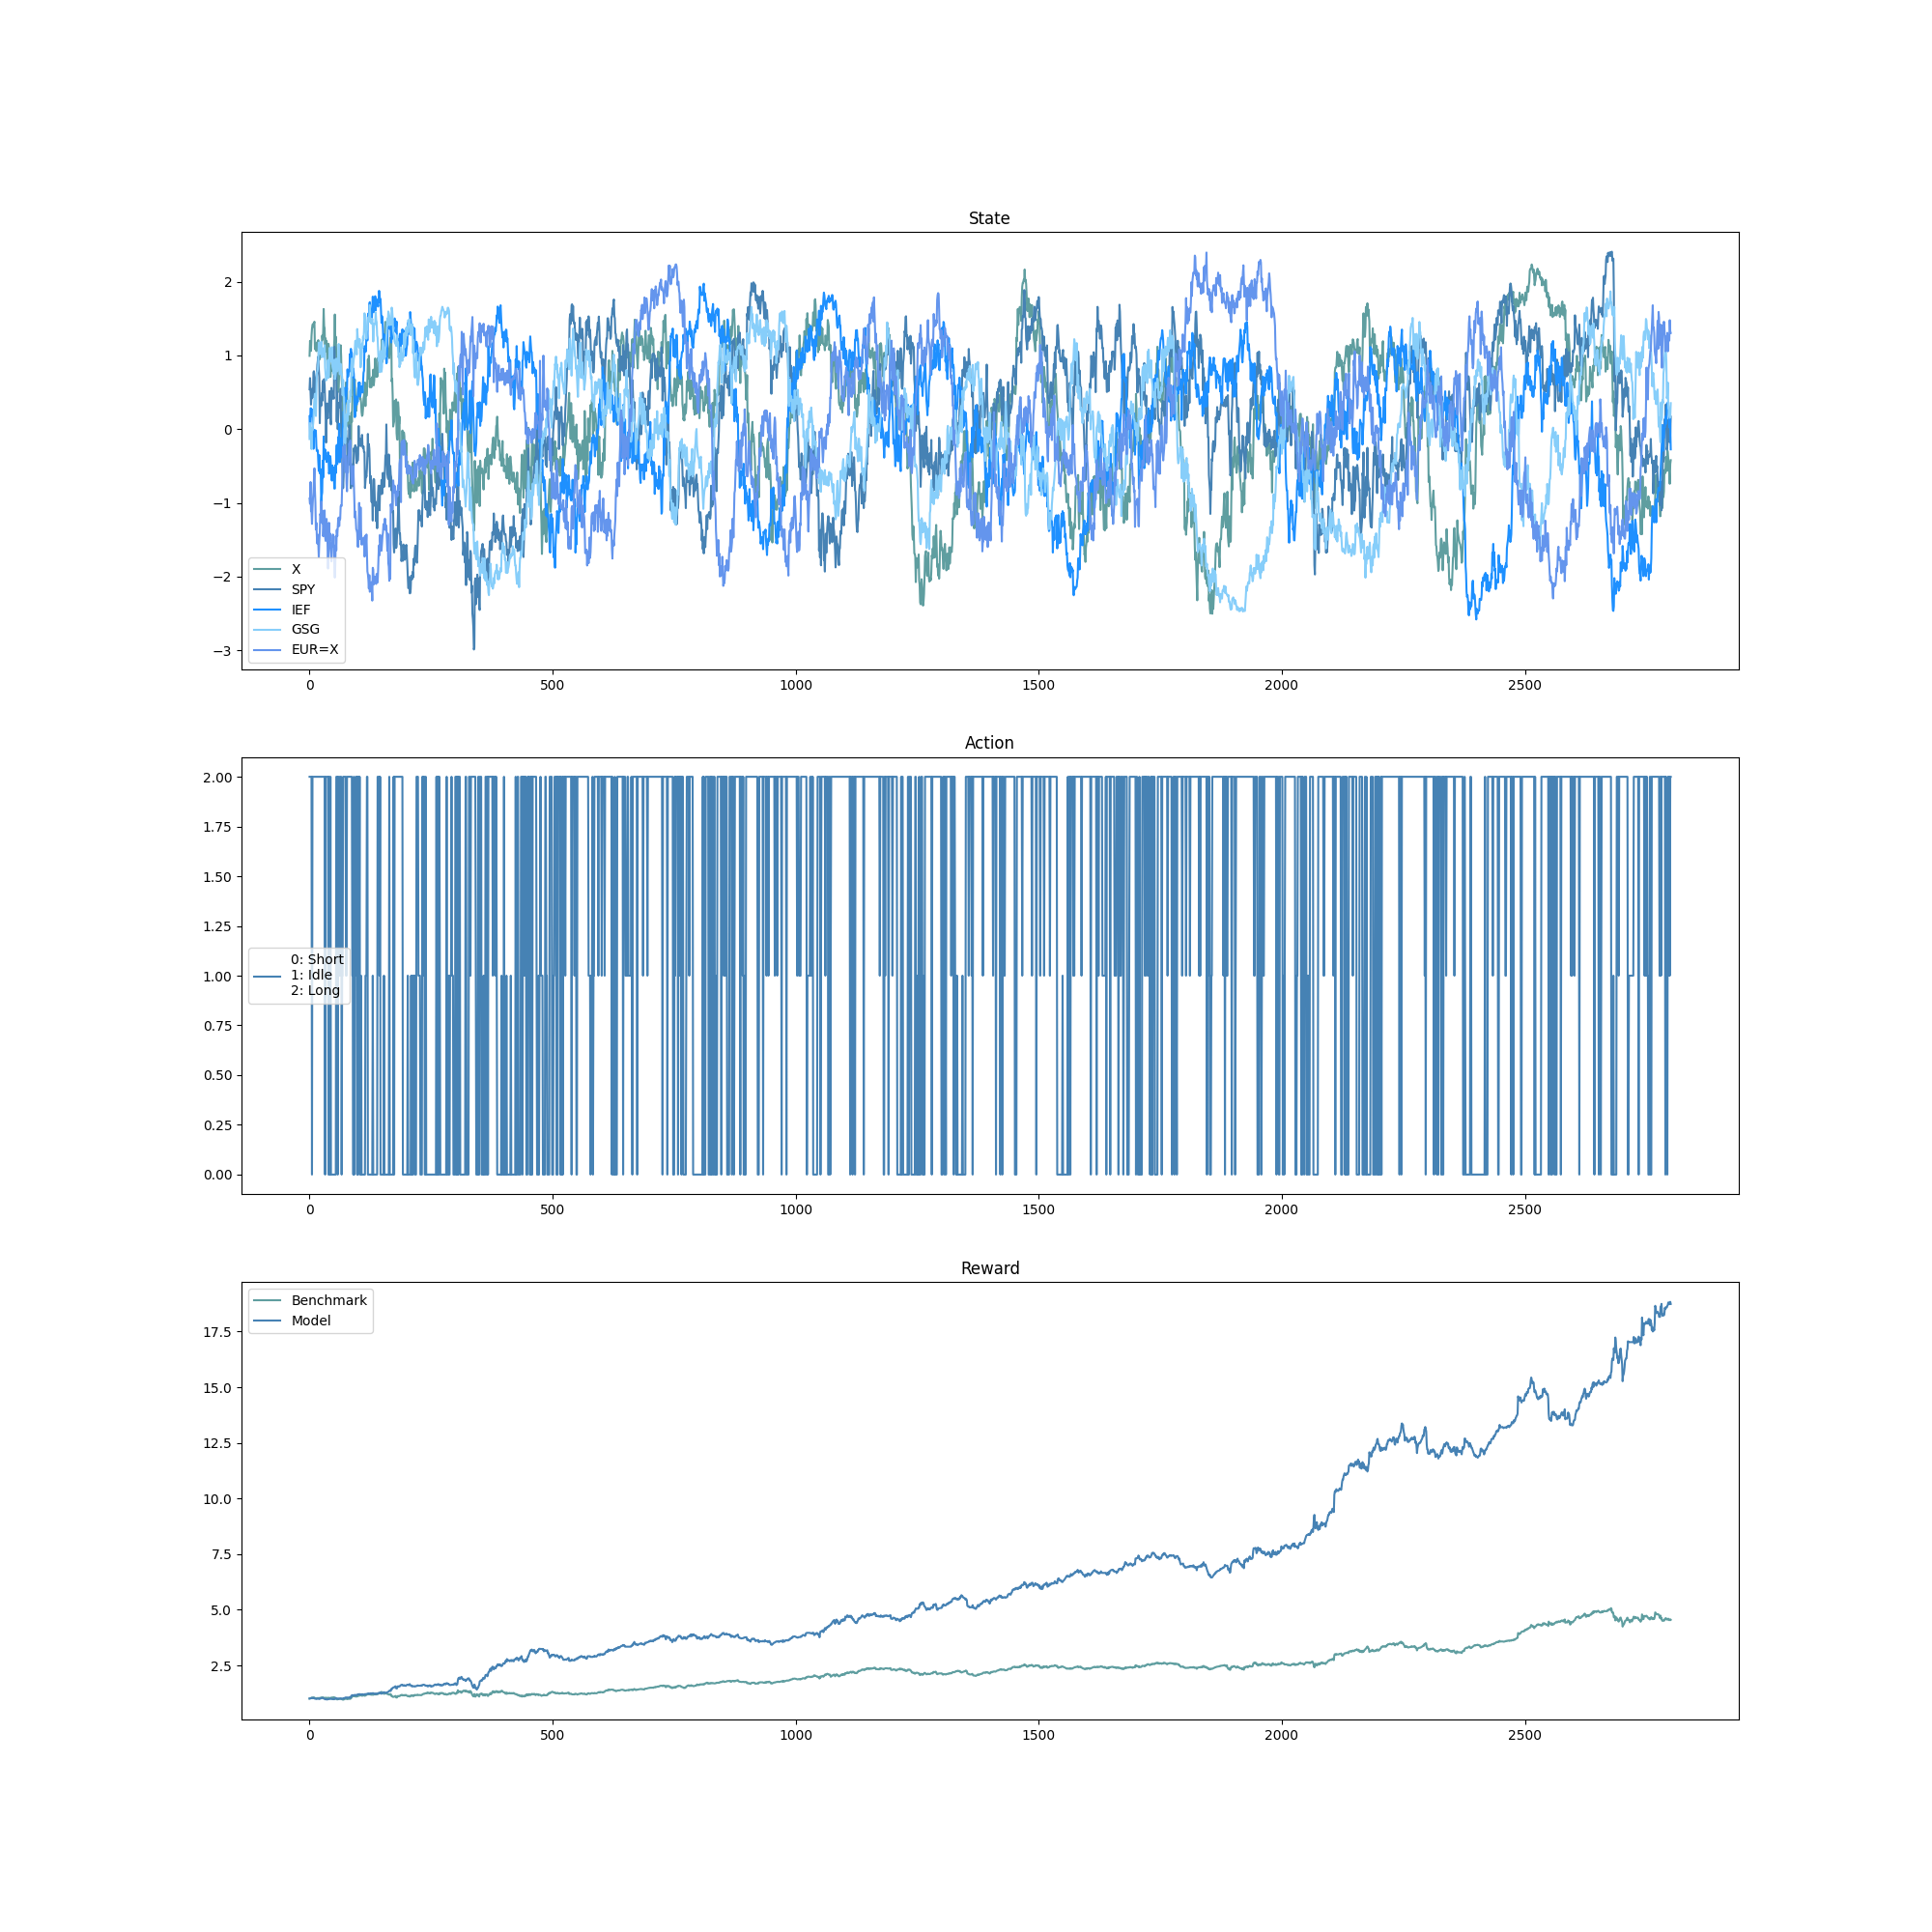 State
2
1
0
−1
−2
−3
X
SPY
IEF
GSG
EUR=X
0 500 1000 1500 2000 2500
Action
2.00
1.75
1.50
1.25
1.00
0.75
0.50
0.25
0.00
0: Short
1: Idle
2: Long
0 500 1000 1500 2000 2500
Reward
Benchmark
Model
17.5
15.0
12.5
10.0
7.5
5.0
2.5
0 500 1000 1500 2000 2500